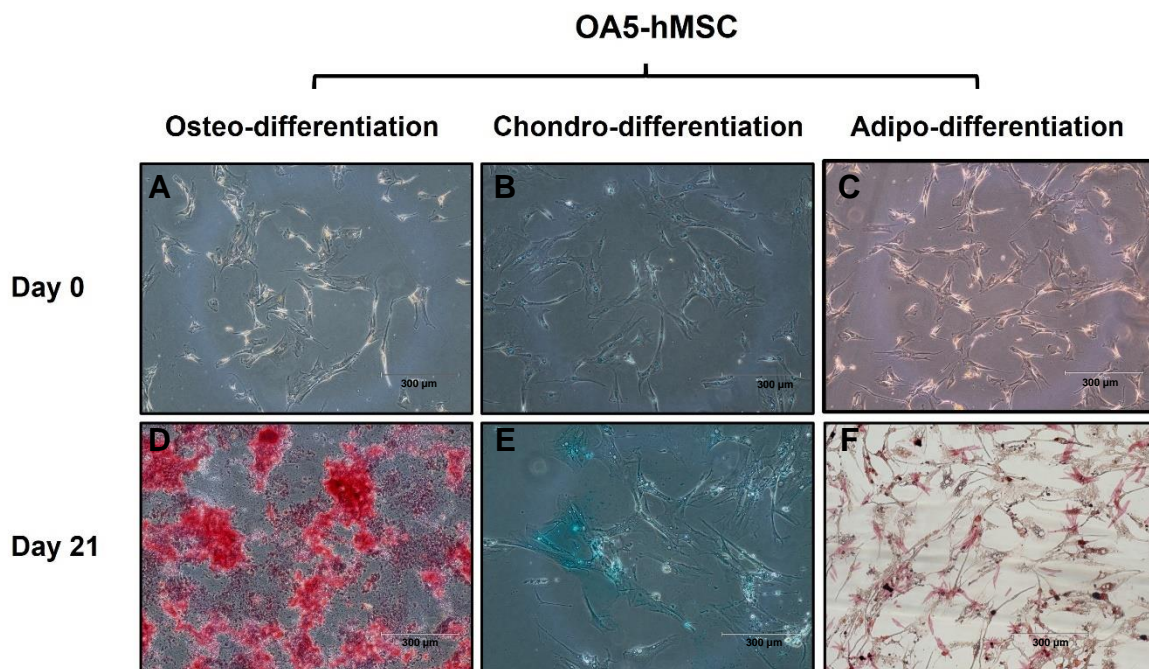 OA5-hMSC
Osteo-differentiation Chondro-differentiation Adipo-differentiation
Day 0
A B C
300 µm 300 µm 300 µm
Day 21
D E F
300 µm 300 µm 300 µm